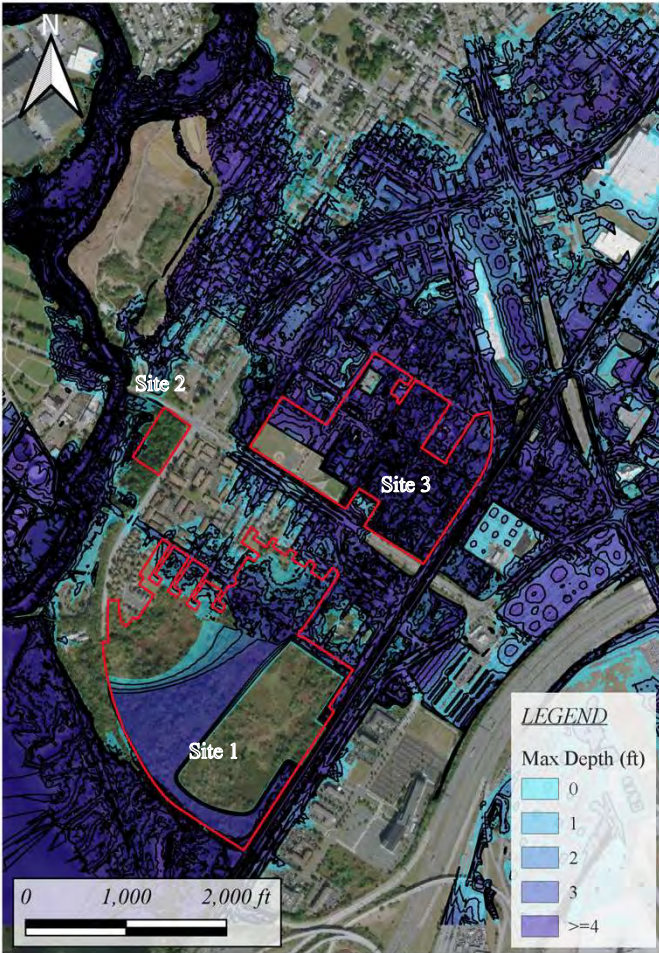 N
Site 2
Site 3
Site 1
LEGEND
Max Depth (ft)
0
1
2
3
>=4
0 1,000 2,000 ft